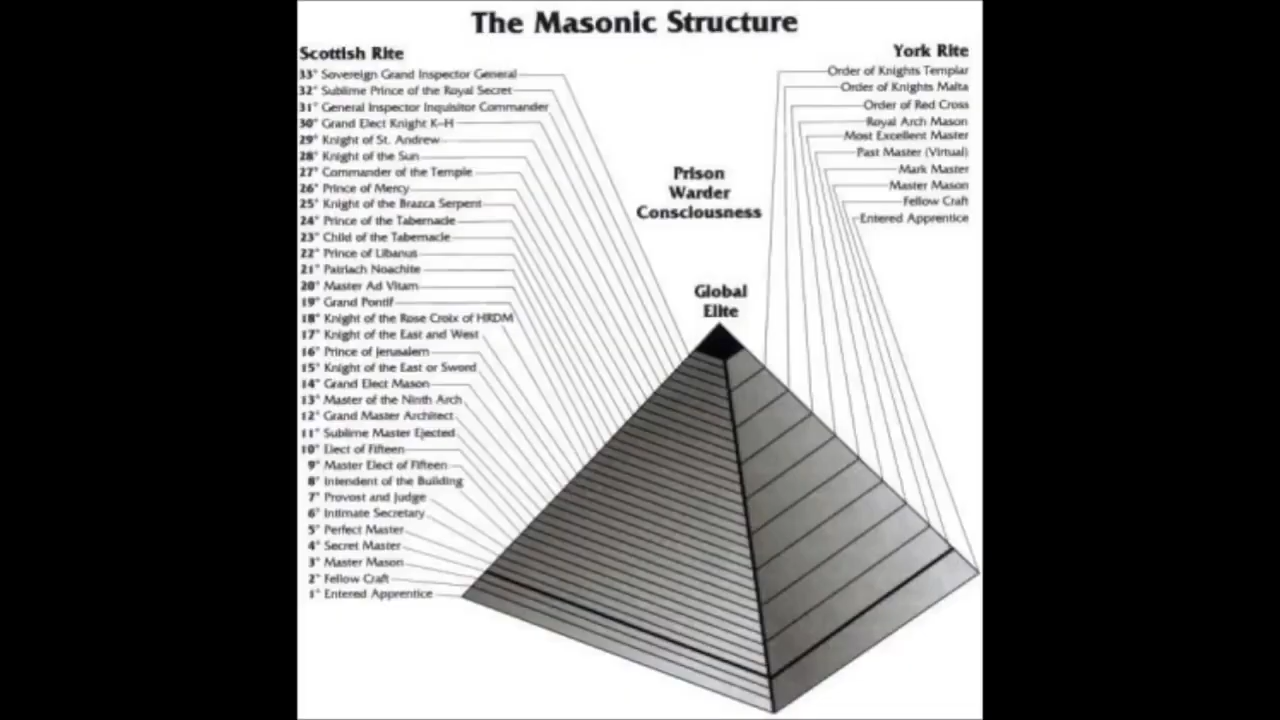 The Masonic Structure
Scottish Rite
33° Sovereign Grand Inspector General
32° Sublime Prince of the Royal Secret
31° General Inspector Inquisitor Commander
30° Grand Elect Knight K–H
29° Knight of St. Andrew
28° Knight of the Sun
27° Commander of the Temple
26° Prince of Mercy
25° Knight of the Brazca Serpent
24° Prince of the Tabernacle
23° Child of the Tabernacle
22° Prince of Libanus
21° Patriach Noachite
20° Master Ad Vitam
19° Grand Pontif
18° Knight of the Rose Croix of HRDM
17° Knight of the East and West
16° Prince of Jerusalem
15° Knight of the East or Sword
14° Grand Elect Mason
13° Master of the Ninth Arch
12° Grand Master Architect
11° Sublime Master Ejected
10° Elect of Fifteen
9° Master Elect of Fifteen
8° Intendent of the Building
7° Provost and Judge
6° Intimate Secretary
5° Perfect Master
4° Secret Master
3° Master Mason
2° Fellow Craft
1° Entered Apprentice
York Rite
Order of Knights Templar
Order of Knights Malta
Order of Red Cross
Royal Arch Mason
Most Excellent Master
Past Master (Virtual)
Mark Master
Master Mason
Fellow Craft
Entered Apprentice
Prison
Warder
Consciousness
Global
Elite